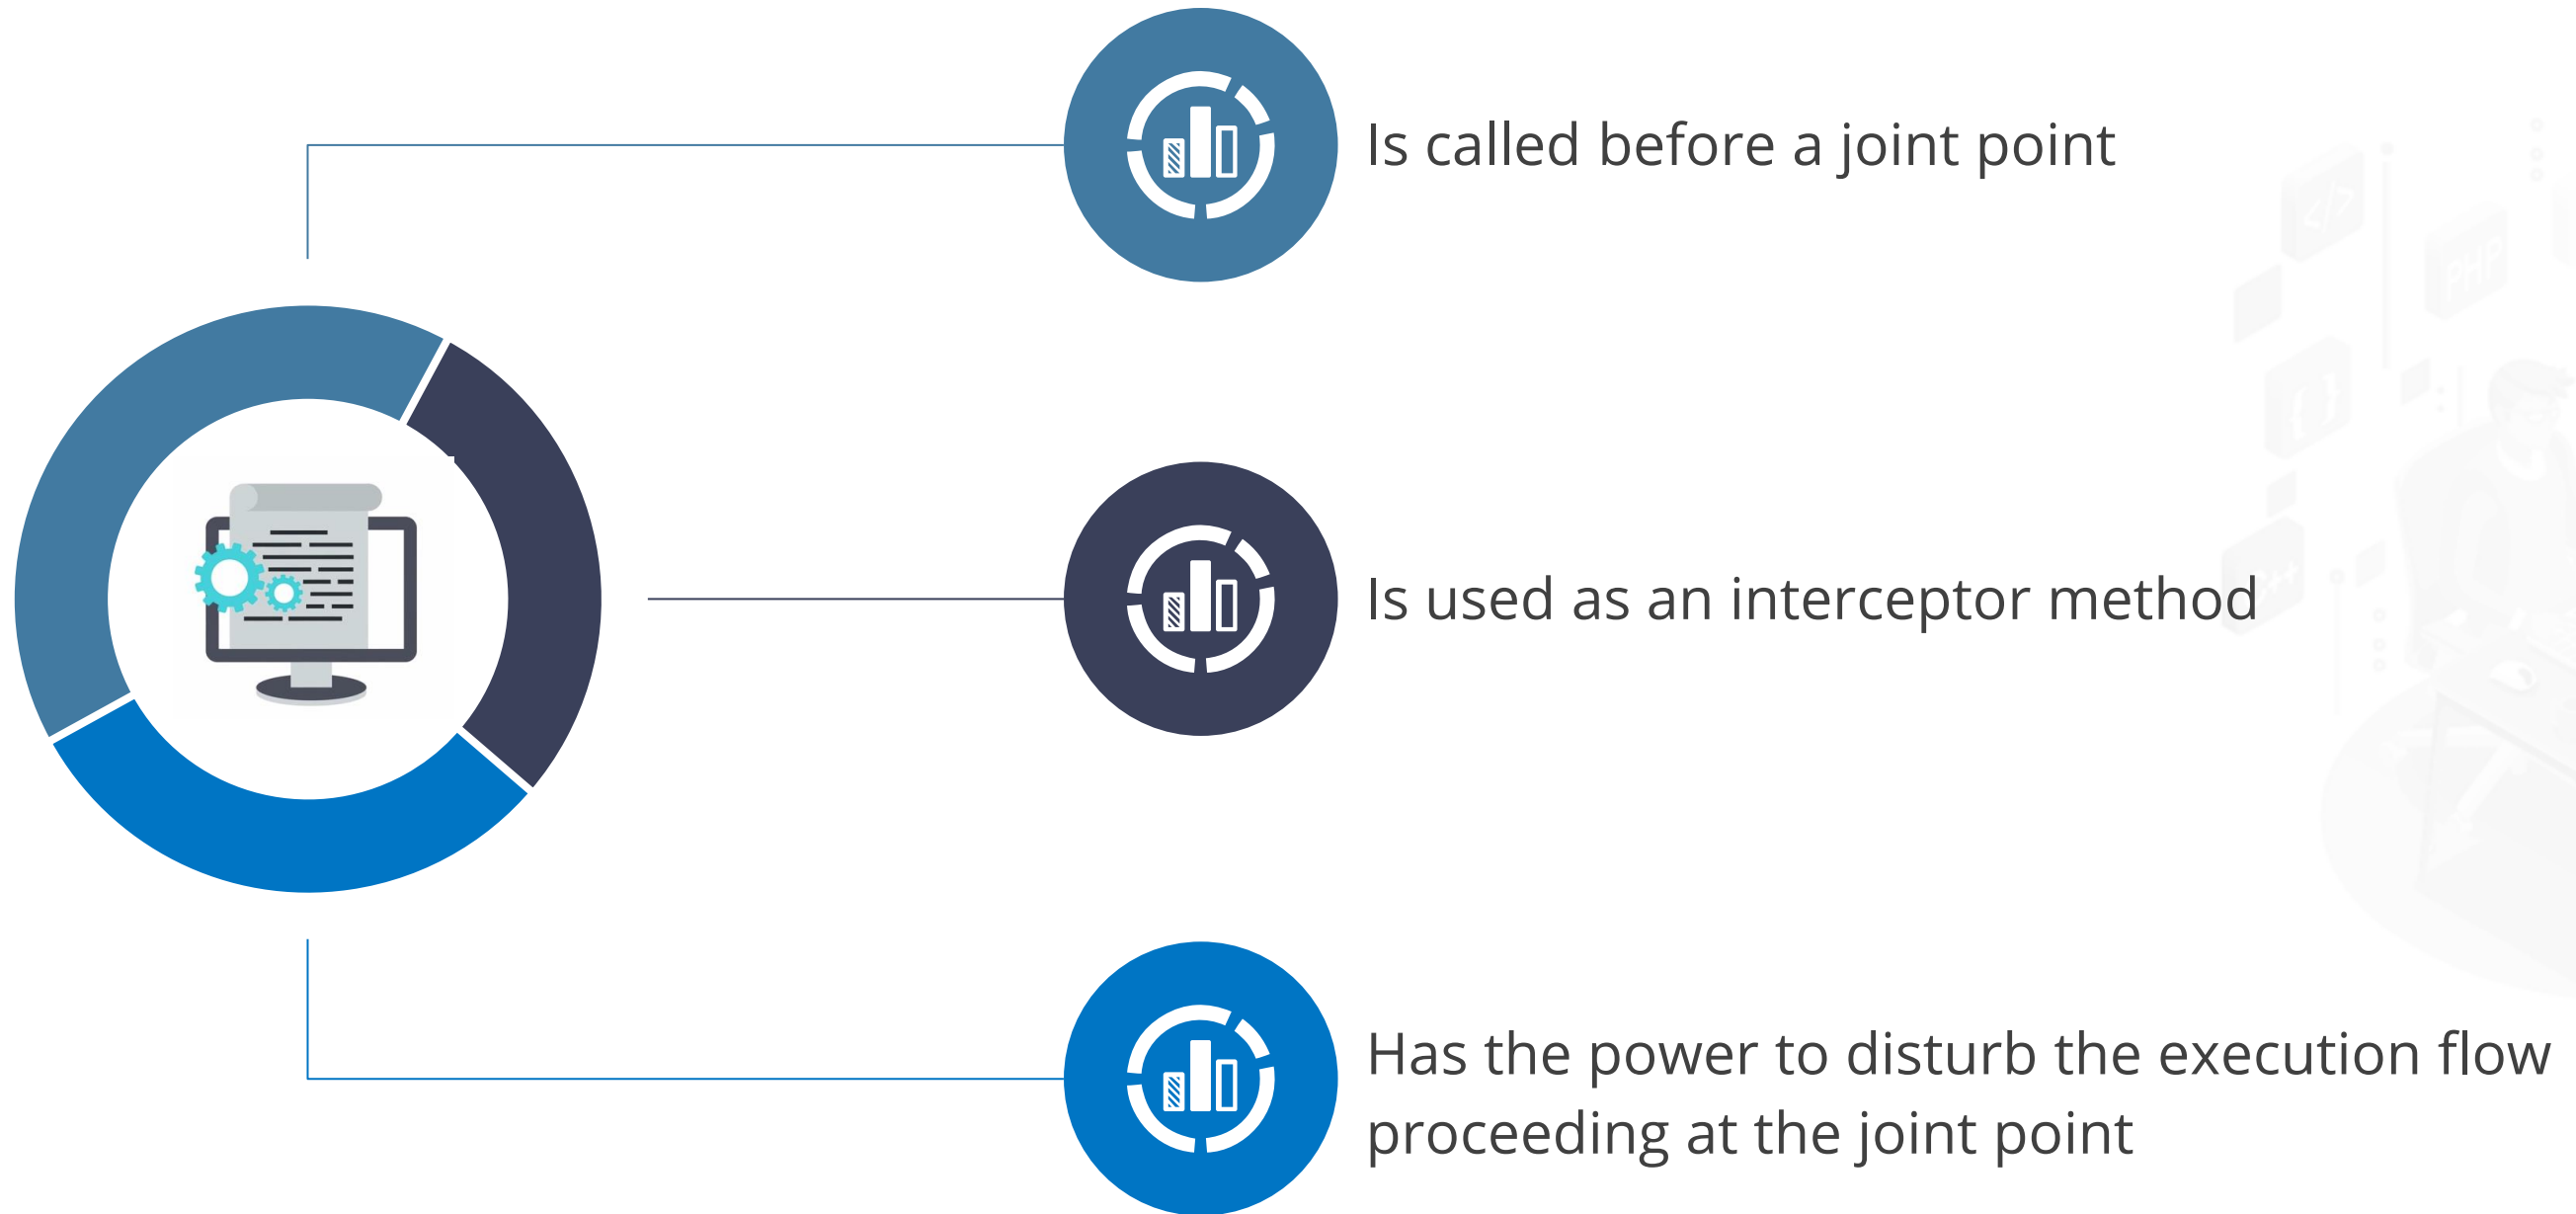 Is called before a joint point
</>
PHP
{ }
C++
Is used as an interceptor method
Has the power to disturb the execution flow
proceeding at the joint point